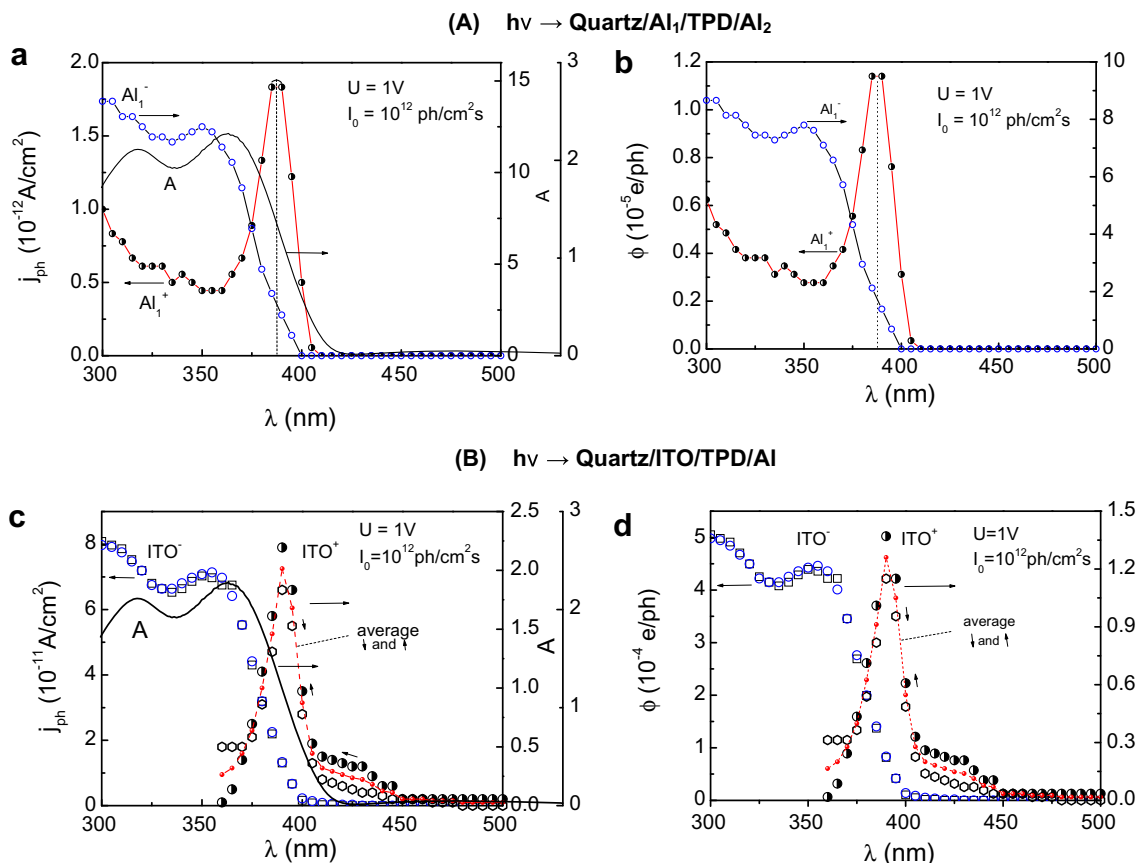 (A) hν → Quartz/Al₁/TPD/Al₂
a
2.0
1.5
1.0
0.5
0.0
j_ph (10⁻¹²A/cm²)
Al₁⁻
A
Al₁⁺
U = 1V
I₀ = 10¹² ph/cm²s
15
10
5
0
3
2
1
0
A
300 350 400 450 500
λ (nm)
b
1.2
1.0
0.8
0.6
0.4
0.2
0.0
ϕ (10⁻⁵e/ph)
Al₁⁻
Al₁⁺
U = 1V
I₀ = 10¹² ph/cm²s
10
8
6
4
2
0
300 350 400 450 500
λ (nm)
(B) hν → Quartz/ITO/TPD/Al
c
8
6
4
2
0
j_ph (10⁻¹¹A/cm²)
ITO⁻
ITO⁺
A
U = 1V
I₀=10¹²ph/cm²s
average
↓ and ↑
2.5
2.0
1.5
1.0
0.5
0.0
3
2
1
0
A
300 350 400 450 500
λ (nm)
d
5
4
3
2
1
0
ϕ (10⁻⁴ e/ph)
ITO⁻
ITO⁺
U=1V
I₀=10¹²ph/cm²s
average
↓ and ↑
1.5
1.2
0.9
0.6
0.3
0.0
300 350 400 450 500
λ (nm)